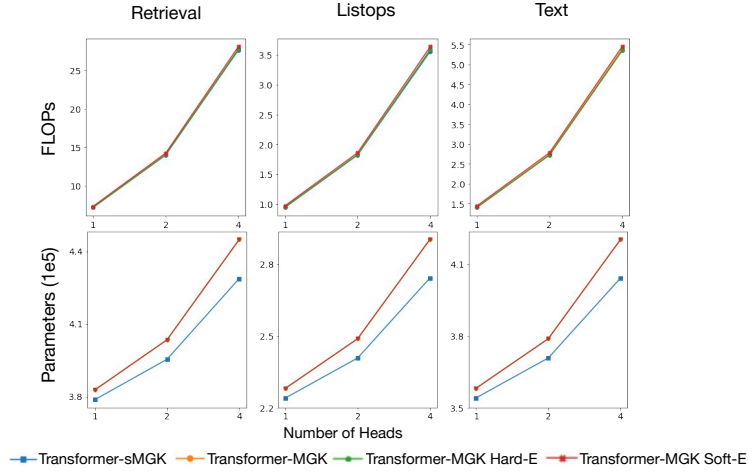 Retrieval Listops Text
FLOPs
25
20
15
10
1 2 4
3.5
3.0
2.5
2.0
1.5
1.0
1 2 4
5.5
5.0
4.5
4.0
3.5
3.0
2.5
2.0
1.5
1 2 4
Parameters (1e5)
4.4
4.1
3.8
1 2 4
2.8
2.5
2.2
1 2 4
4.1
3.8
3.5
1 2 4
Number of Heads
Transformer-sMGK Transformer-MGK Transformer-MGK Hard-E Transformer-MGK Soft-E